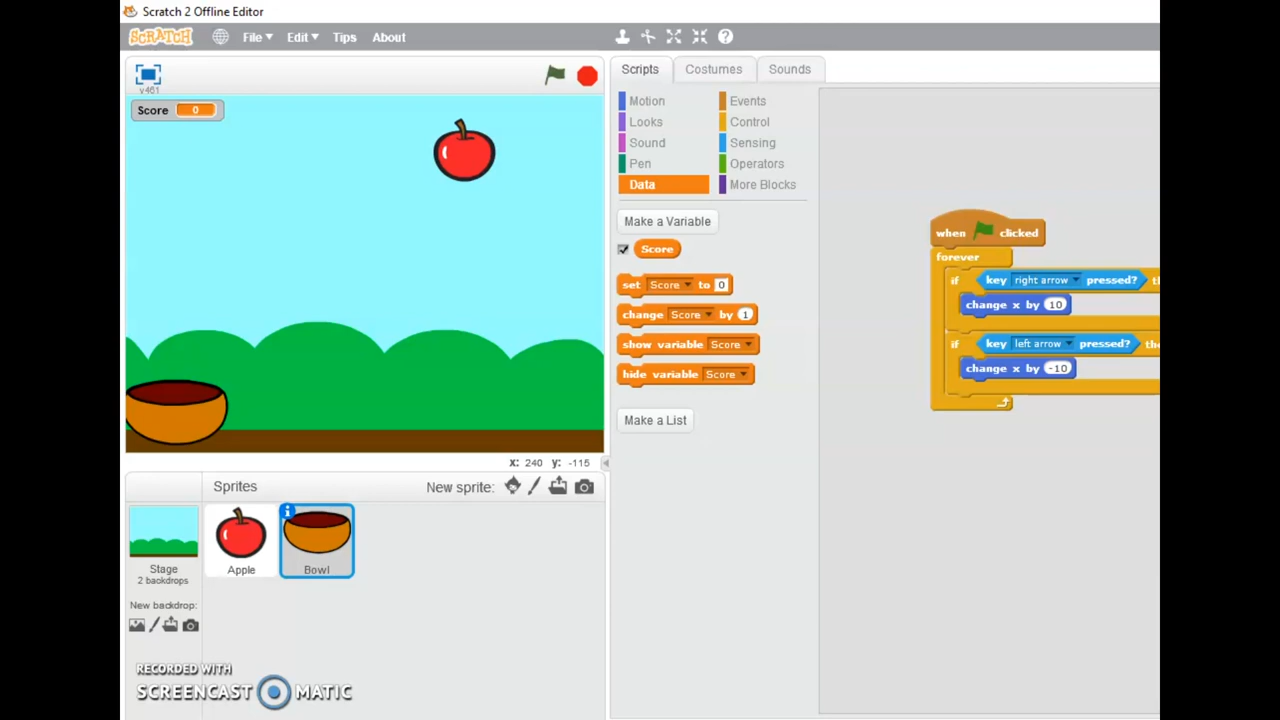 Scratch 2 Offline Editor
SCRATCH File Edit Tips About
v461
Score 0
Scripts Costumes Sounds
Motion Events
Looks Control
Sound Sensing
Pen Operators
Data More Blocks
Make a Variable
Score
set Score to 0
change Score by 1
show variable Score
hide variable Score
Make a List
when clicked
forever
if key right arrow pressed?
change x by 10
if key left arrow pressed?
change x by -10
x: 240 y: -115
Sprites New sprite:
Stage
2 backdrops
New backdrop:
Apple
Bowl
RECORDED WITH
SCREENCAST MATIC